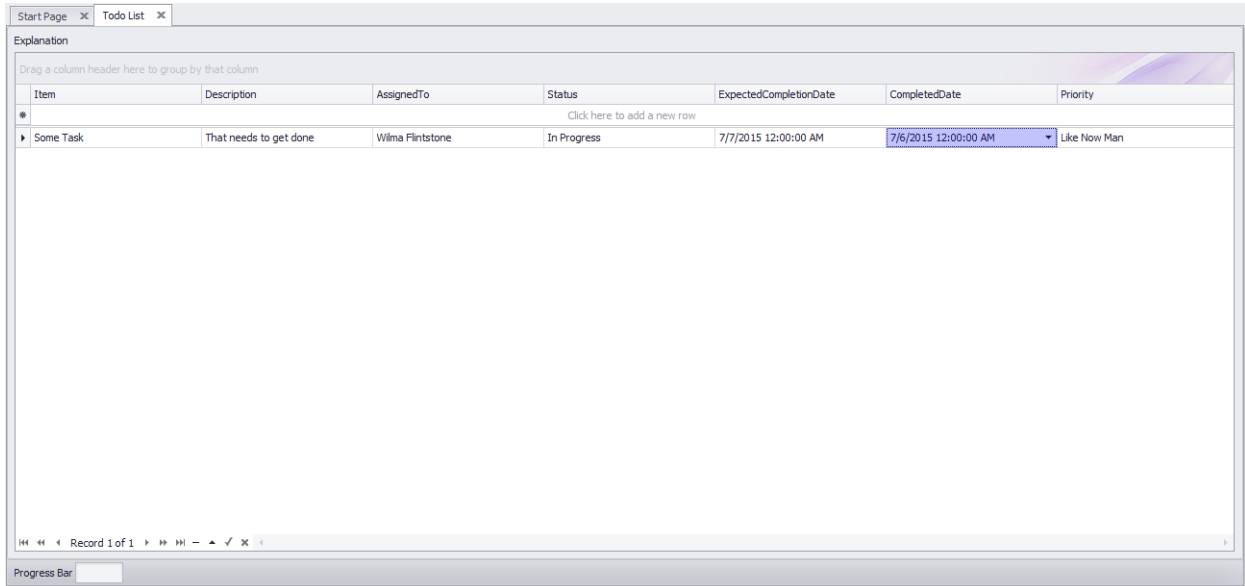 Start Page Todo List
Explanation
Drag a column header here to group by that column
Item Description AssignedTo Status ExpectedCompletionDate CompletedDate Priority
Click here to add a new row
Some Task That needs to get done Wilma Flintstone In Progress 7/7/2015 12:00:00 AM 7/6/2015 12:00:00 AM Like Now Man
Record 1 of 1
Progress Bar